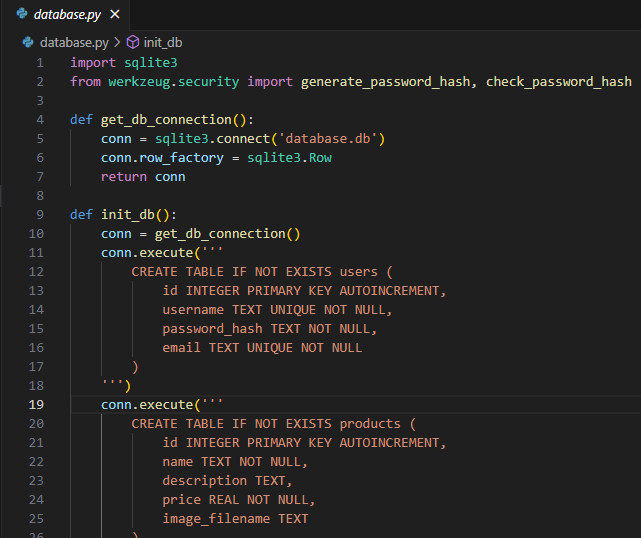 database.py
database.py > init_db
1 import sqlite3
2 from werkzeug.security import generate_password_hash, check_password_hash
3
4 def get_db_connection():
5     conn = sqlite3.connect('database.db')
6     conn.row_factory = sqlite3.Row
7     return conn
8
9 def init_db():
10     conn = get_db_connection()
11     conn.execute('''
12         CREATE TABLE IF NOT EXISTS users (
13             id INTEGER PRIMARY KEY AUTOINCREMENT,
14             username TEXT UNIQUE NOT NULL,
15             password_hash TEXT NOT NULL,
16             email TEXT UNIQUE NOT NULL
17         )
18     ''')
19     conn.execute('''
20         CREATE TABLE IF NOT EXISTS products (
21             id INTEGER PRIMARY KEY AUTOINCREMENT,
22             name TEXT NOT NULL,
23             description TEXT,
24             price REAL NOT NULL,
25             image_filename TEXT
26         )